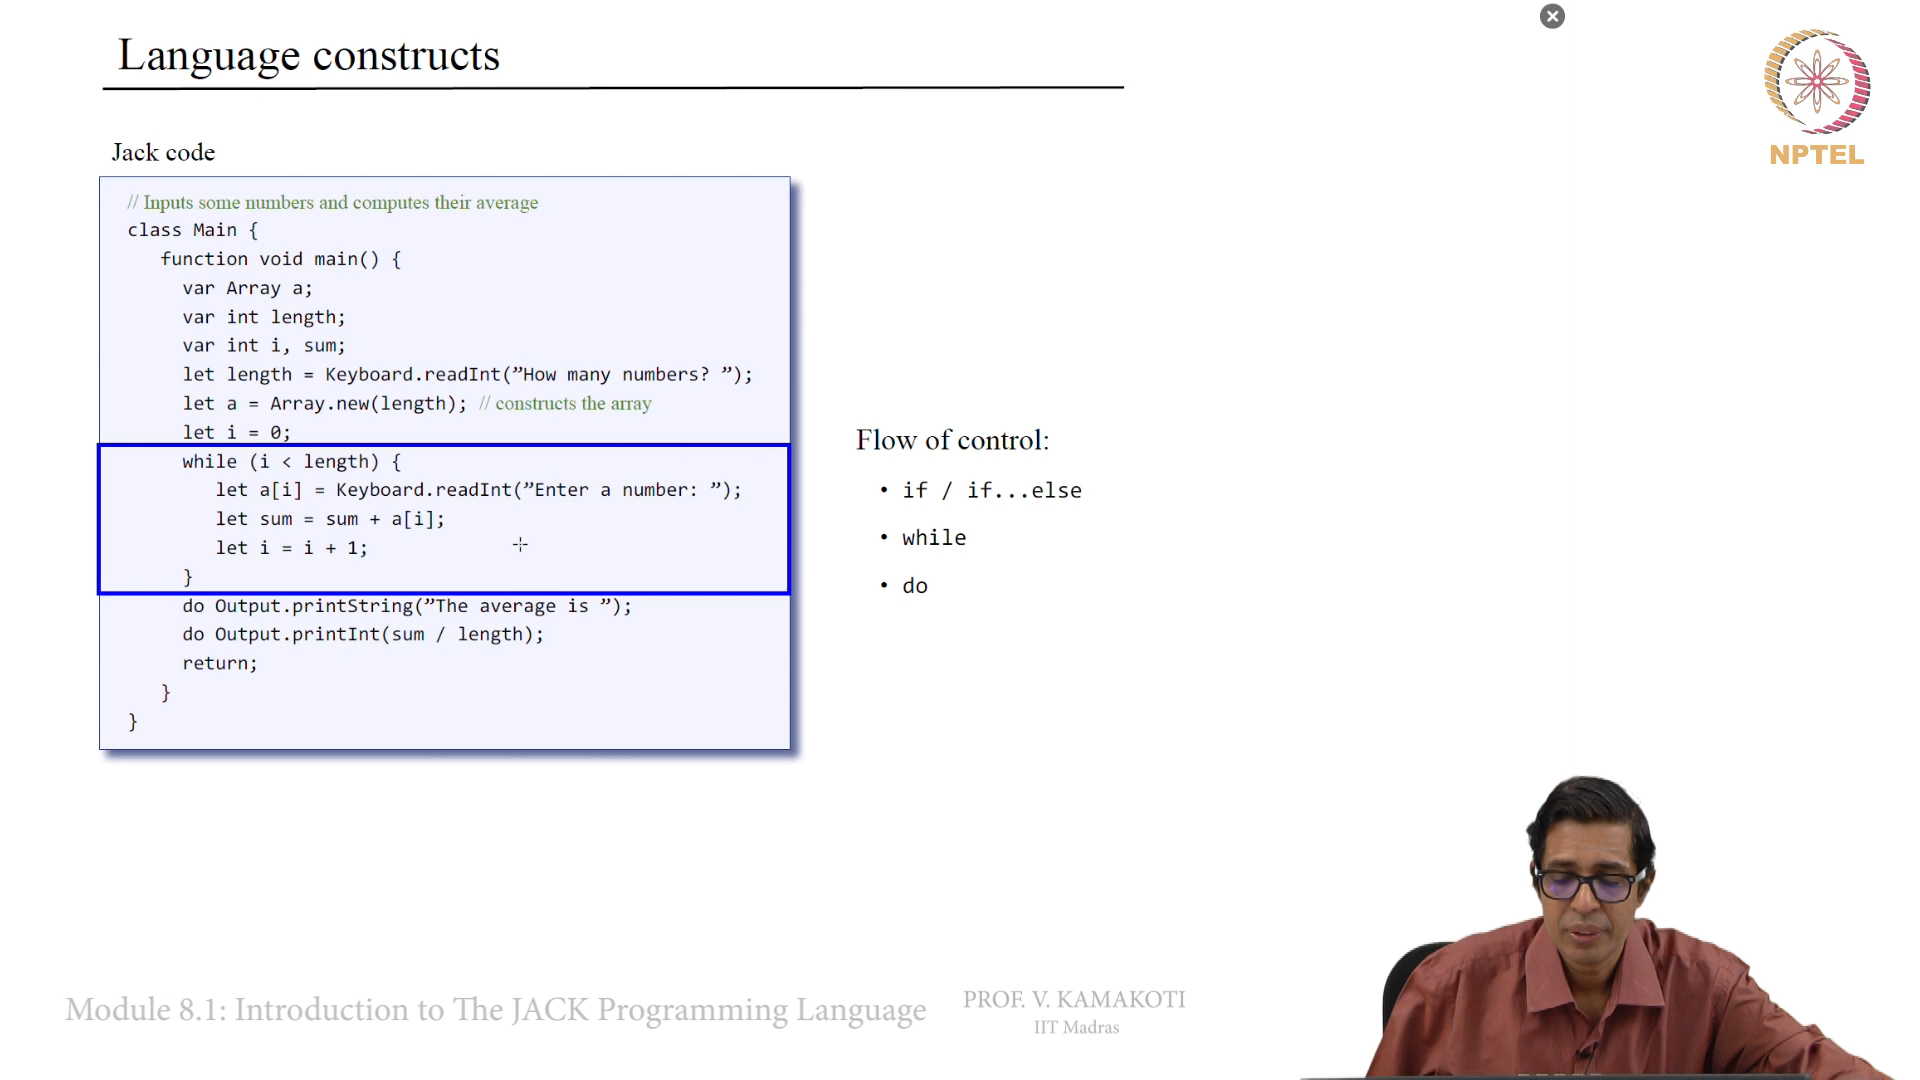 Language constructs
NPTEL
Jack code
// Inputs some numbers and computes their average
class Main {
function void main() {
var Array a;
var int length;
var int i, sum;
let length = Keyboard.readInt(”How many numbers? ”);
let a = Array.new(length); // constructs the array
let i = 0;
while (i < length) {
let a[i] = Keyboard.readInt(”Enter a number: ”);
let sum = sum + a[i];
let i = i + 1;
}
do Output.printString(”The average is ”);
do Output.printInt(sum / length);
return;
}
}
Flow of control:
• if / if...else
• while
• do
Module 8.1: Introduction to The JACK Programming Language
PROF. V. KAMAKOTI
IIT Madras